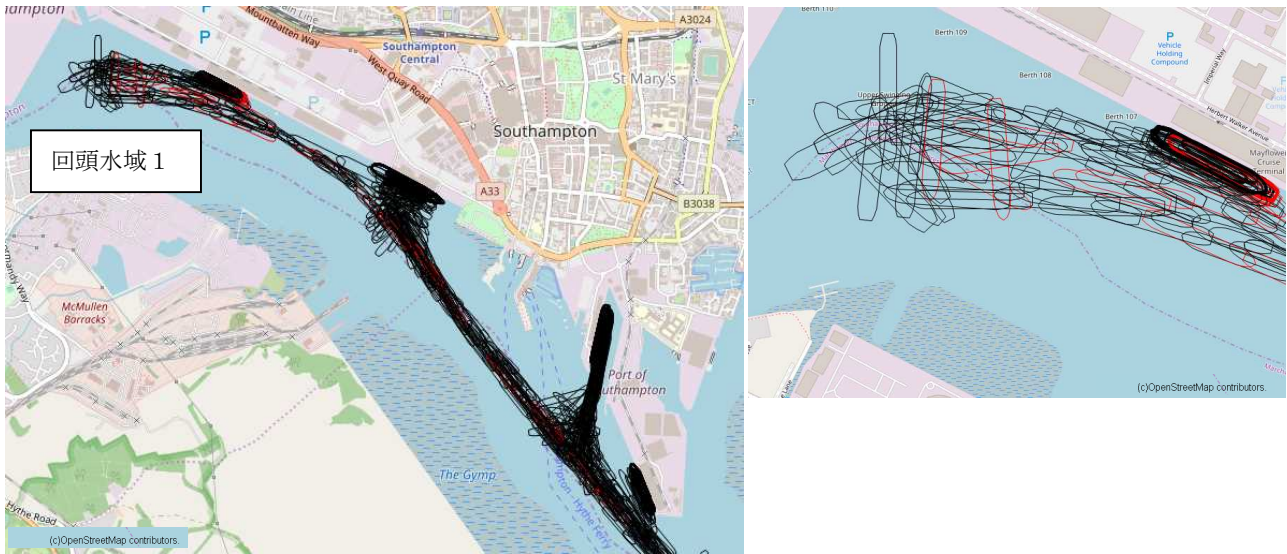 Mountbatten Way
A3024
Southampton
Central
P
West Quay Road
St Mary's
回頭水域１
Southampton
A33
B3038
McMullen
Barracks
Port of
The Gymp
Hythe Road
(c)OpenStreetMap contributors.
Berth 110
Berth 109
P
Vehicle
Holding
Compound
Imperial Way
Berth 108
Berth 107
Herbert Walker Avenue
Mayflower
Cruise
Terminal
(c)OpenStreetMap contributors.